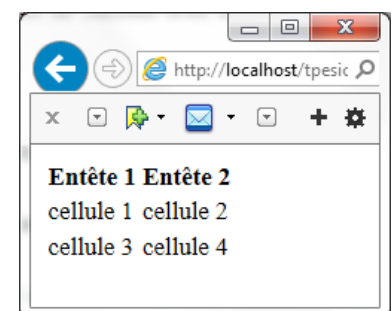 http://localhost/tpesic
Entête 1 Entête 2
cellule 1 cellule 2
cellule 3 cellule 4